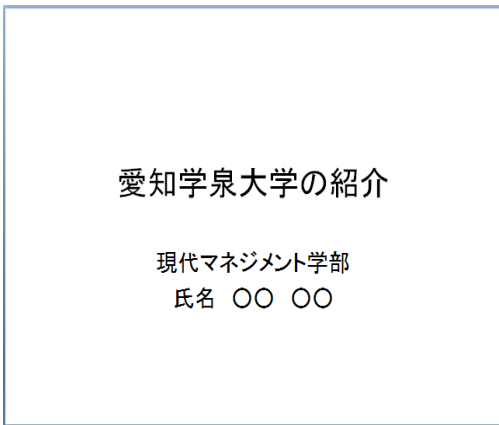 愛知学泉大学の紹介
現代マネジメント学部
氏名　〇〇　〇〇